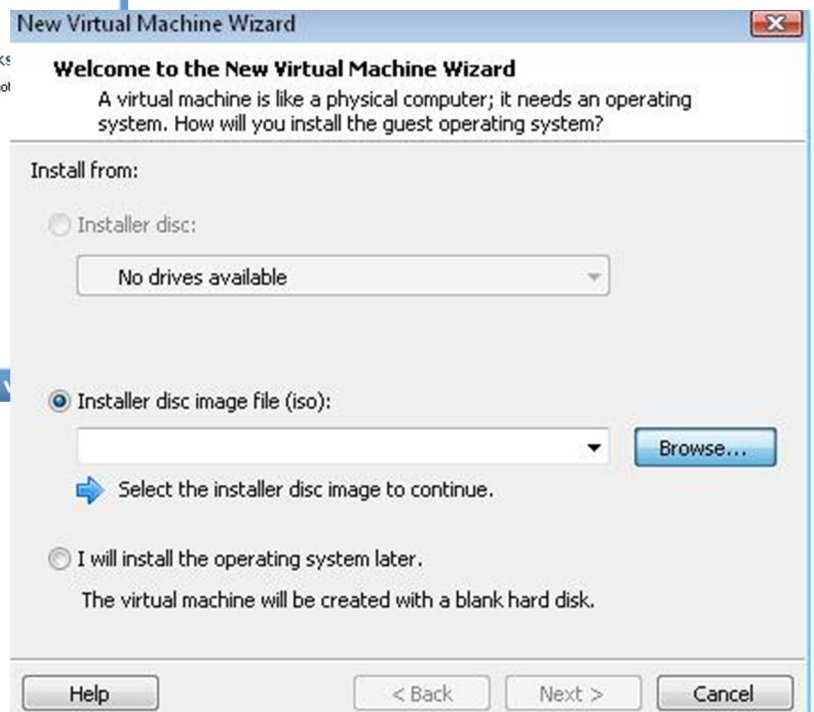 New Virtual Machine Wizard
Welcome to the New Virtual Machine Wizard
A virtual machine is like a physical computer; it needs an operating
system. How will you install the guest operating system?
Install from:
Installer disc:
No drives available
Installer disc image file (iso):
Browse...
Select the installer disc image to continue.
I will install the operating system later.
The virtual machine will be created with a blank hard disk.
Help
< Back
Next >
Cancel